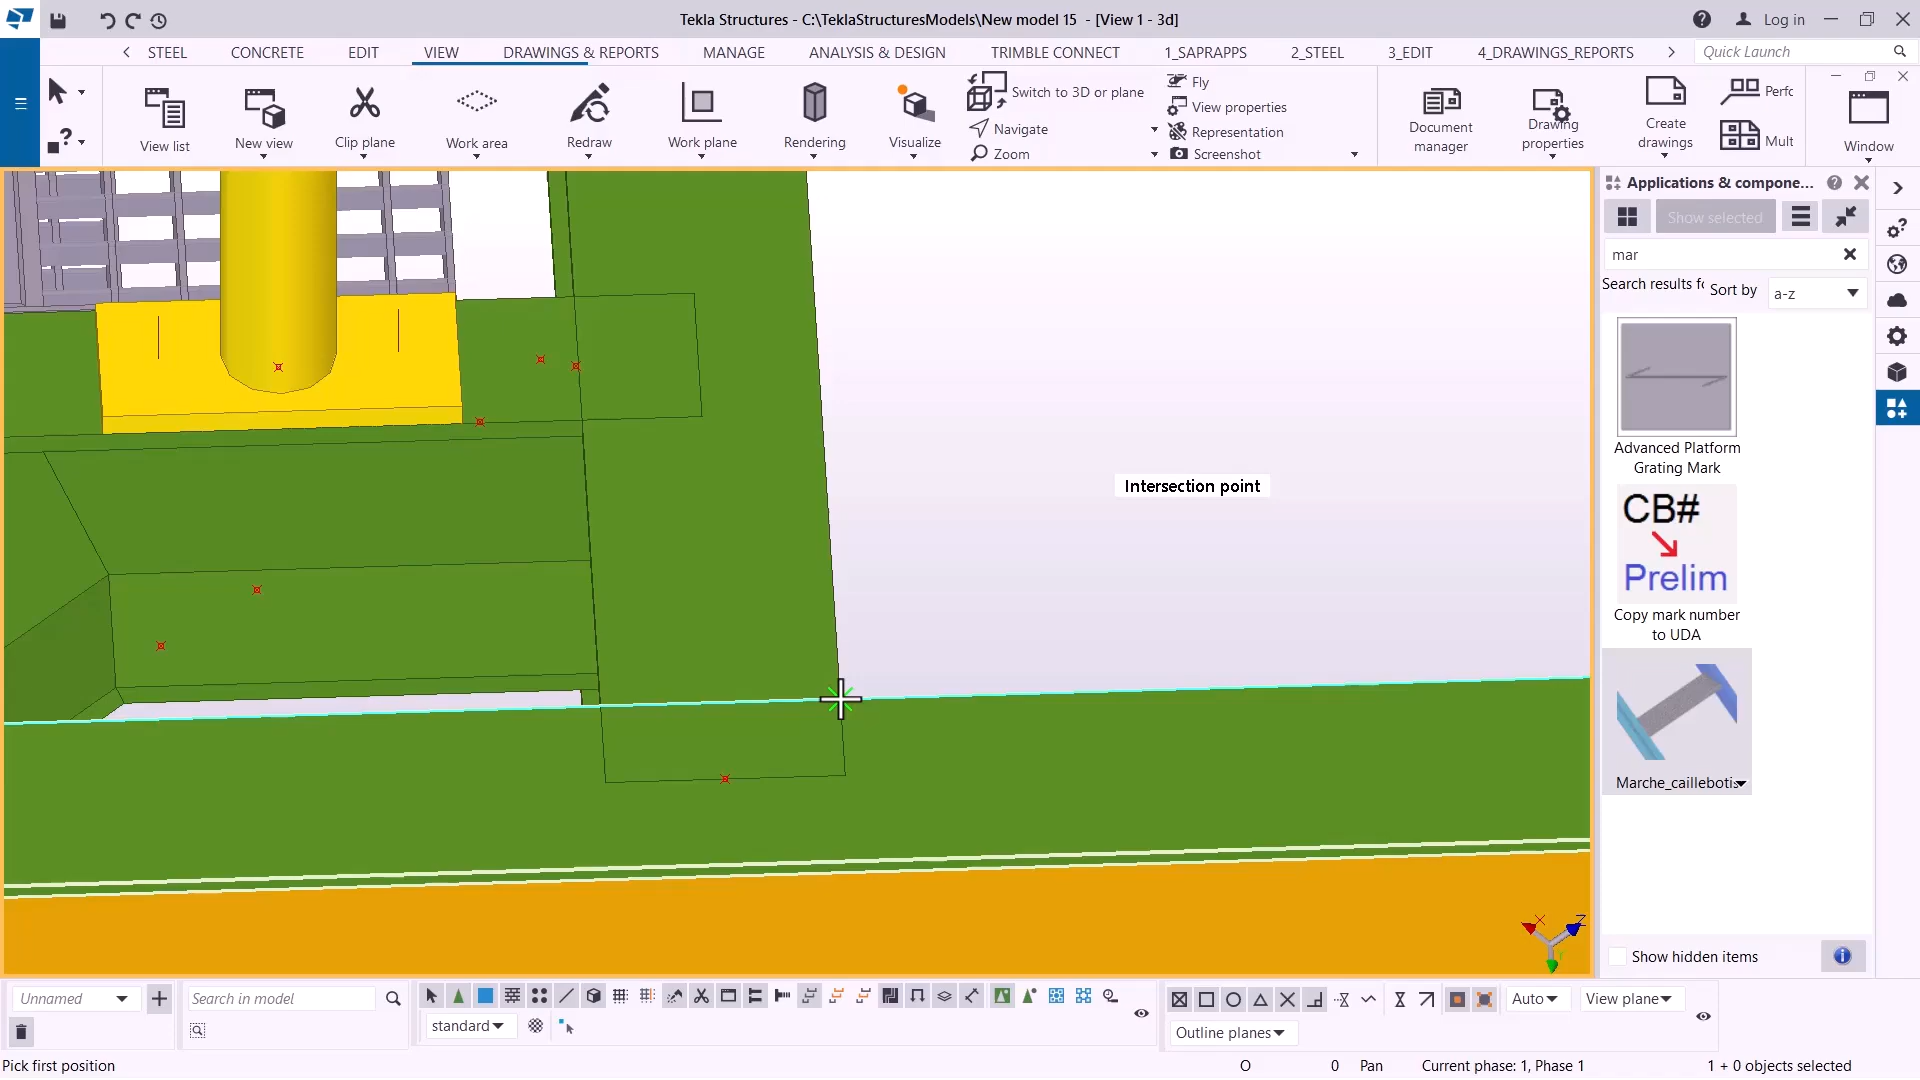 Tekla Structures - C:\TeklaStructuresModels\New model 15 - [View 1 - 3d]
Log in
STEEL CONCRETE EDIT VIEW DRAWINGS & REPORTS MANAGE ANALYSIS & DESIGN TRIMBLE CONNECT 1_SAPRAPPS 2_STEEL 3_EDIT 4_DRAWINGS_REPORTS
Quick Launch
View list
New view
Clip plane
Work area
Redraw
Work plane
Rendering
Visualize
Switch to 3D or plane
Navigate
Zoom
Fly
View properties
Representation
Screenshot
Document manager
Drawing properties
Create drawings
Perfc
Mult
Window
Applications & compone...
Show selected
mar
Search results fo
Sort by
a-z
Advanced Platform
Grating Mark
CB#
Prelim
Copy mark number
to UDA
Marche_caillebotis
Show hidden items
Intersection point
X
Z
Unnamed
Search in model
standard
Auto
View plane
Outline planes
Pick first position
O
0
Pan
Current phase: 1, Phase 1
1 + 0 objects selected